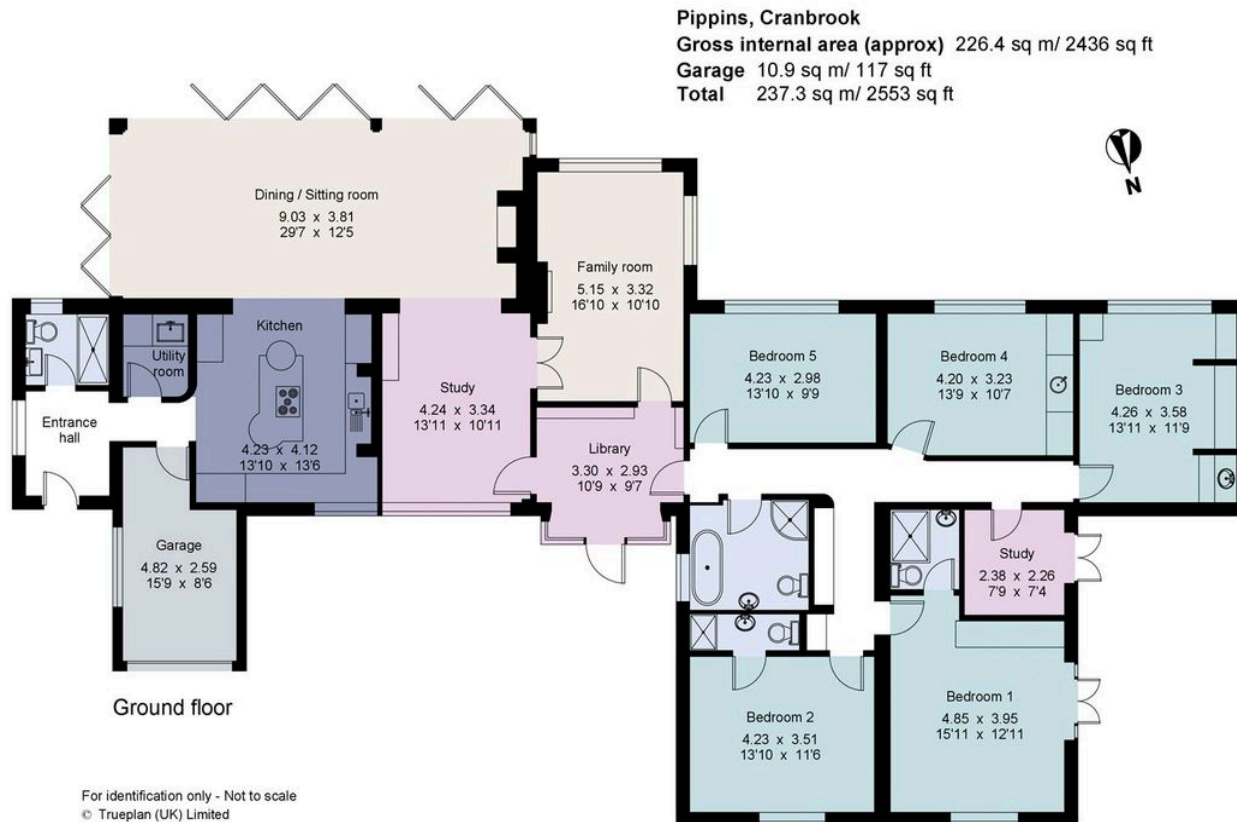 Pippins, Cranbrook
Gross internal area (approx) 226.4 sq m/ 2436 sq ft
Garage 10.9 sq m/ 117 sq ft
Total 237.3 sq m/ 2553 sq ft
N
Dining / Sitting room
9.03 x 3.81
29'7 x 12'5
Family room
5.15 x 3.32
16'10 x 10'10
Kitchen
4.23 x 4.12
13'10 x 13'6
Utility
room
Entrance
hall
Study
4.24 x 3.34
13'11 x 10'11
Library
3.30 x 2.93
10'9 x 9'7
Bedroom 5
4.23 x 2.98
13'10 x 9'9
Bedroom 4
4.20 x 3.23
13'9 x 10'7
Bedroom 3
4.26 x 3.58
13'11 x 11'9
Garage
4.82 x 2.59
15'9 x 8'6
Study
2.38 x 2.26
7'9 x 7'4
Bedroom 2
4.23 x 3.51
13'10 x 11'6
Bedroom 1
4.85 x 3.95
15'11 x 12'11
Ground floor
For identification only - Not to scale
© Trueplan (UK) Limited